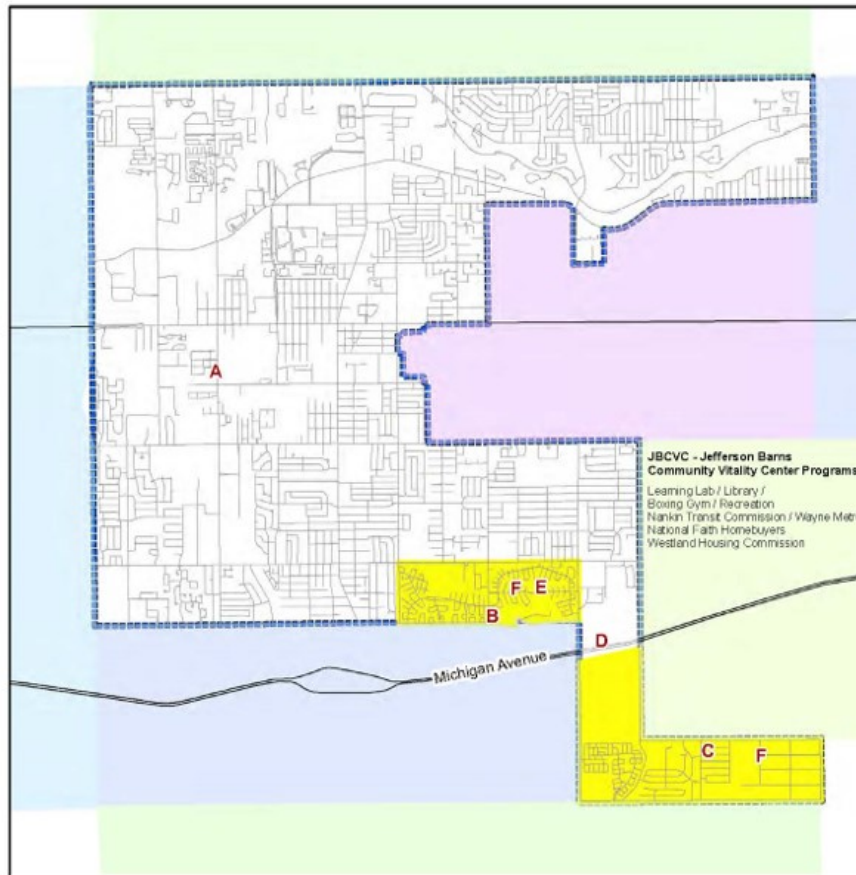 A
JBCVC - Jefferson Barns
Community Vitality Center Programs
Learning Lab / Library /
Boxing Gym / Recreation
Nankin Transit Commission / Wayne Metr
National Faith Homebuyers
Westland Housing Commission
F E
B
D
Michigan Avenue
C F